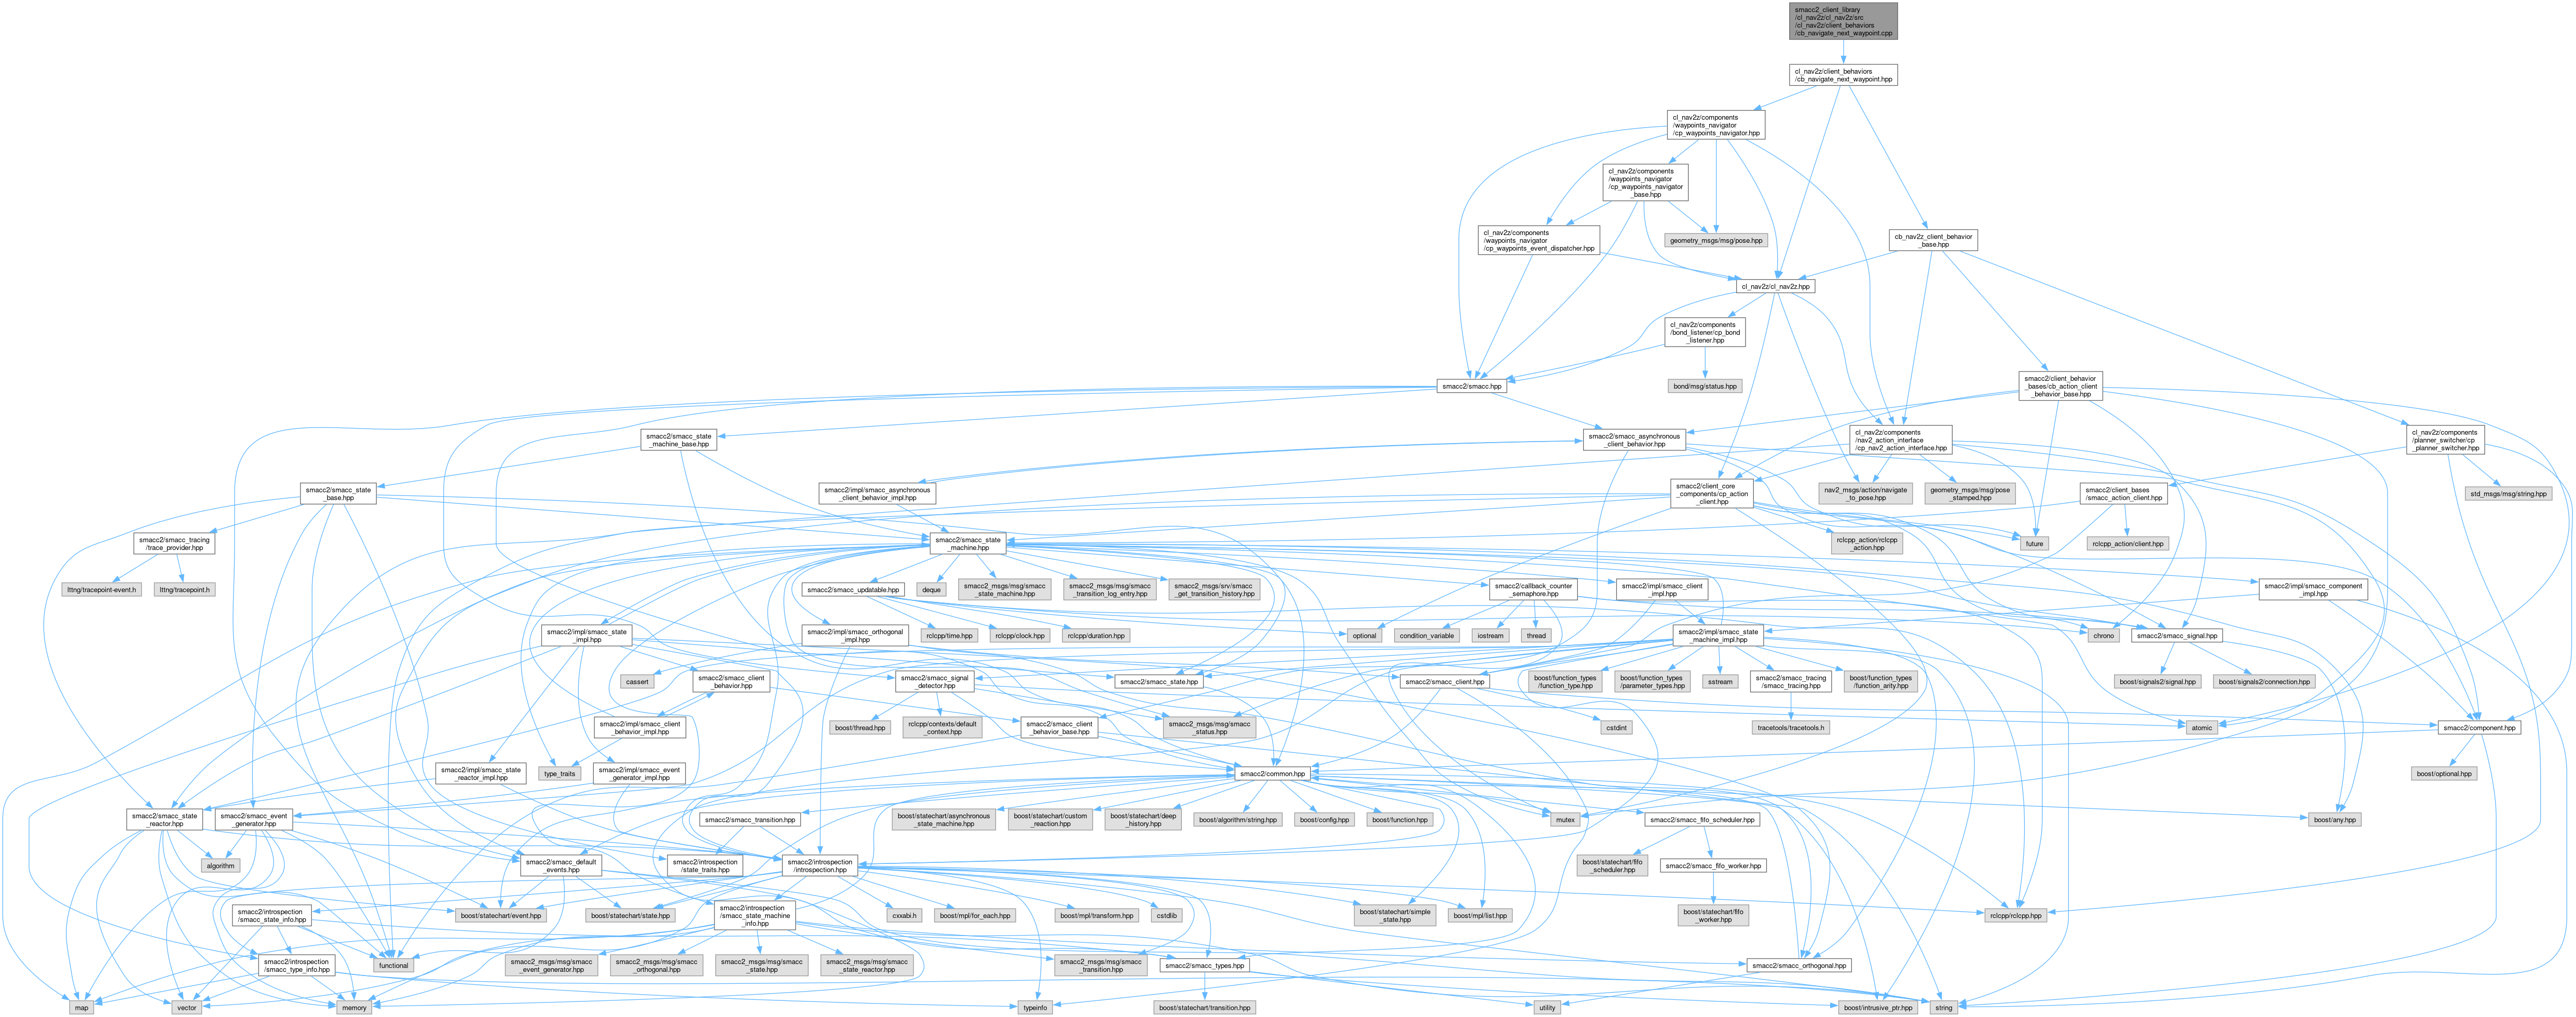 smacc2_client_library
/cl_nav2z/cl_nav2z/src
/cl_nav2z/client_behaviors
/cb_navigate_next_waypoint.cpp
cl_nav2z/client_behaviors
/cb_navigate_next_waypoint.hpp
cl_nav2z/components
/waypoints_navigator
/cp_waypoints_navigator.hpp
cl_nav2z/components
/waypoints_navigator
/cp_waypoints_navigator
_base.hpp
cl_nav2z/components
/waypoints_navigator
/cp_waypoints_event_dispatcher.hpp
geometry_msgs/msg/pose.hpp
cb_nav2z_client_behavior
_base.hpp
cl_nav2z/cl_nav2z.hpp
cl_nav2z/components
/bond_listener/cp_bond
_listener.hpp
smacc2/smacc.hpp
bond/msg/status.hpp
smacc2/client_behavior
_bases/cb_action_client
_behavior_base.hpp
smacc2/smacc_state
_machine_base.hpp
smacc2/smacc_asynchronous
_client_behavior.hpp
cl_nav2z/components
/nav2_action_interface
/cp_nav2_action_interface.hpp
cl_nav2z/components
/planner_switcher/cp
_planner_switcher.hpp
smacc2/smacc_state
_base.hpp
smacc2/impl/smacc_asynchronous
_client_behavior_impl.hpp
smacc2/client_core
_components/cp_action
_client.hpp
nav2_msgs/action/navigate
_to_pose.hpp
geometry_msgs/msg/pose
_stamped.hpp
smacc2/client_bases
/smacc_action_client.hpp
std_msgs/msg/string.hpp
smacc2/smacc_tracing
/trace_provider.hpp
smacc2/smacc_state
_machine.hpp
rclcpp_action/rclcpp
_action.hpp
future
rclcpp_action/client.hpp
lttng/tracepoint-event.h
lttng/tracepoint.h
smacc2/smacc_updatable.hpp
deque
smacc2_msgs/msg/smacc
_state_machine.hpp
smacc2_msgs/msg/smacc
_transition_log_entry.hpp
smacc2_msgs/srv/smacc
_get_transition_history.hpp
smacc2/callback_counter
_semaphore.hpp
smacc2/impl/smacc_client
_impl.hpp
smacc2/impl/smacc_component
_impl.hpp
smacc2/impl/smacc_state
_impl.hpp
smacc2/impl/smacc_orthogonal
_impl.hpp
rclcpp/time.hpp
rclcpp/clock.hpp
rclcpp/duration.hpp
optional
condition_variable
iostream
thread
smacc2/impl/smacc_state
_machine_impl.hpp
chrono
smacc2/smacc_signal.hpp
cassert
smacc2/smacc_client
_behavior.hpp
smacc2/smacc_signal
_detector.hpp
smacc2/smacc_state.hpp
smacc2/smacc_client.hpp
boost/function_types
/function_type.hpp
boost/function_types
/parameter_types.hpp
sstream
smacc2/smacc_tracing
/smacc_tracing.hpp
boost/function_types
/function_arity.hpp
boost/signals2/signal.hpp
boost/signals2/connection.hpp
smacc2/impl/smacc_client
_behavior_impl.hpp
boost/thread.hpp
rclcpp/contexts/default
_context.hpp
smacc2/smacc_client
_behavior_base.hpp
smacc2_msgs/msg/smacc
_status.hpp
cstdint
tracetools/tracetools.h
atomic
smacc2/component.hpp
smacc2/impl/smacc_state
_reactor_impl.hpp
type_traits
smacc2/impl/smacc_event
_generator_impl.hpp
smacc2/common.hpp
boost/optional.hpp
smacc2/smacc_state
_reactor.hpp
smacc2/smacc_event
_generator.hpp
smacc2/smacc_transition.hpp
boost/statechart/asynchronous
_state_machine.hpp
boost/statechart/custom
_reaction.hpp
boost/statechart/deep
_history.hpp
boost/algorithm/string.hpp
boost/config.hpp
boost/function.hpp
mutex
smacc2/smacc_fifo_scheduler.hpp
boost/any.hpp
algorithm
smacc2/smacc_default
_events.hpp
smacc2/introspection
/state_traits.hpp
smacc2/introspection
/introspection.hpp
boost/statechart/fifo
_scheduler.hpp
smacc2/smacc_fifo_worker.hpp
smacc2/introspection
/smacc_state_info.hpp
boost/statechart/event.hpp
boost/statechart/state.hpp
smacc2/introspection
/smacc_state_machine
_info.hpp
cxxabi.h
boost/mpl/for_each.hpp
boost/mpl/transform.hpp
cstdlib
boost/statechart/simple
_state.hpp
boost/mpl/list.hpp
boost/statechart/fifo
_worker.hpp
rclcpp/rclcpp.hpp
smacc2/introspection
/smacc_type_info.hpp
functional
smacc2_msgs/msg/smacc
_event_generator.hpp
smacc2_msgs/msg/smacc
_orthogonal.hpp
smacc2_msgs/msg/smacc
_state.hpp
smacc2_msgs/msg/smacc
_state_reactor.hpp
smacc2_msgs/msg/smacc
_transition.hpp
smacc2/smacc_types.hpp
smacc2/smacc_orthogonal.hpp
map
vector
memory
typeinfo
boost/statechart/transition.hpp
utility
boost/intrusive_ptr.hpp
string